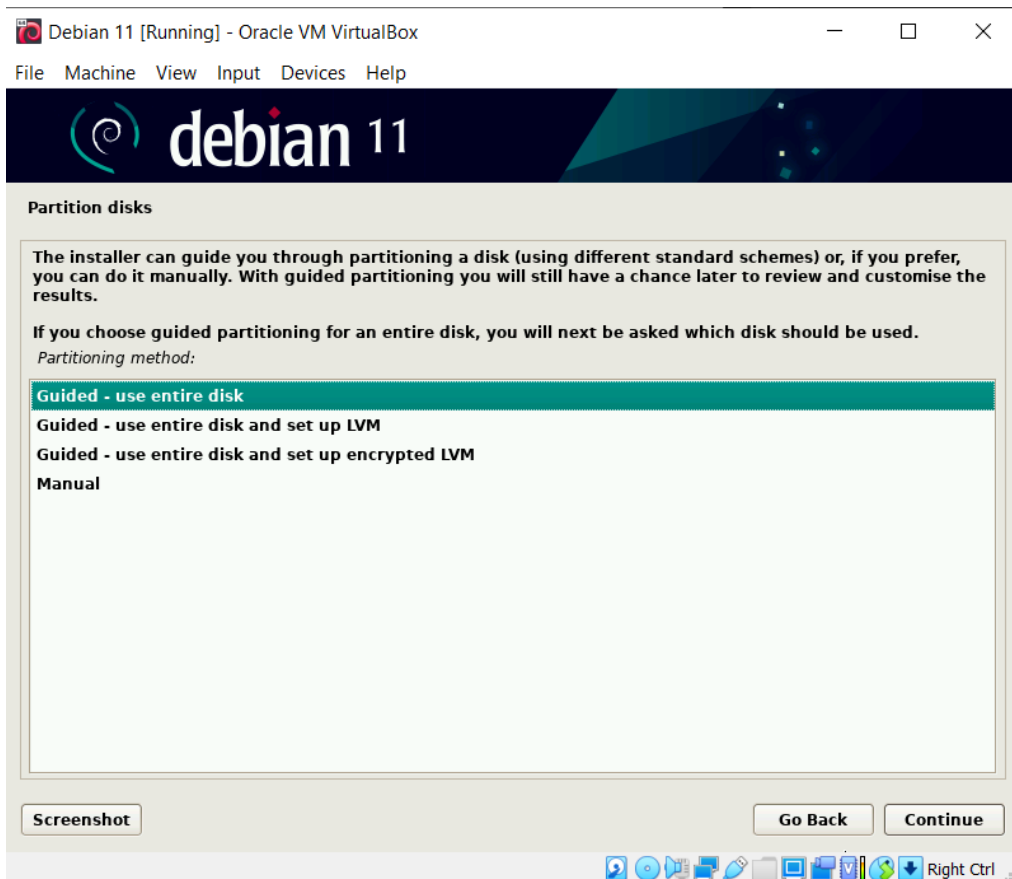 Debian 11 [Running] - Oracle VM VirtualBox
File Machine View Input Devices Help
debian 11
Partition disks
The installer can guide you through partitioning a disk (using different standard schemes) or, if you prefer,
you can do it manually. With guided partitioning you will still have a chance later to review and customise the
results.
If you choose guided partitioning for an entire disk, you will next be asked which disk should be used.
Partitioning method:
Guided - use entire disk
Guided - use entire disk and set up LVM
Guided - use entire disk and set up encrypted LVM
Manual
Screenshot Go Back Continue
Right Ctrl